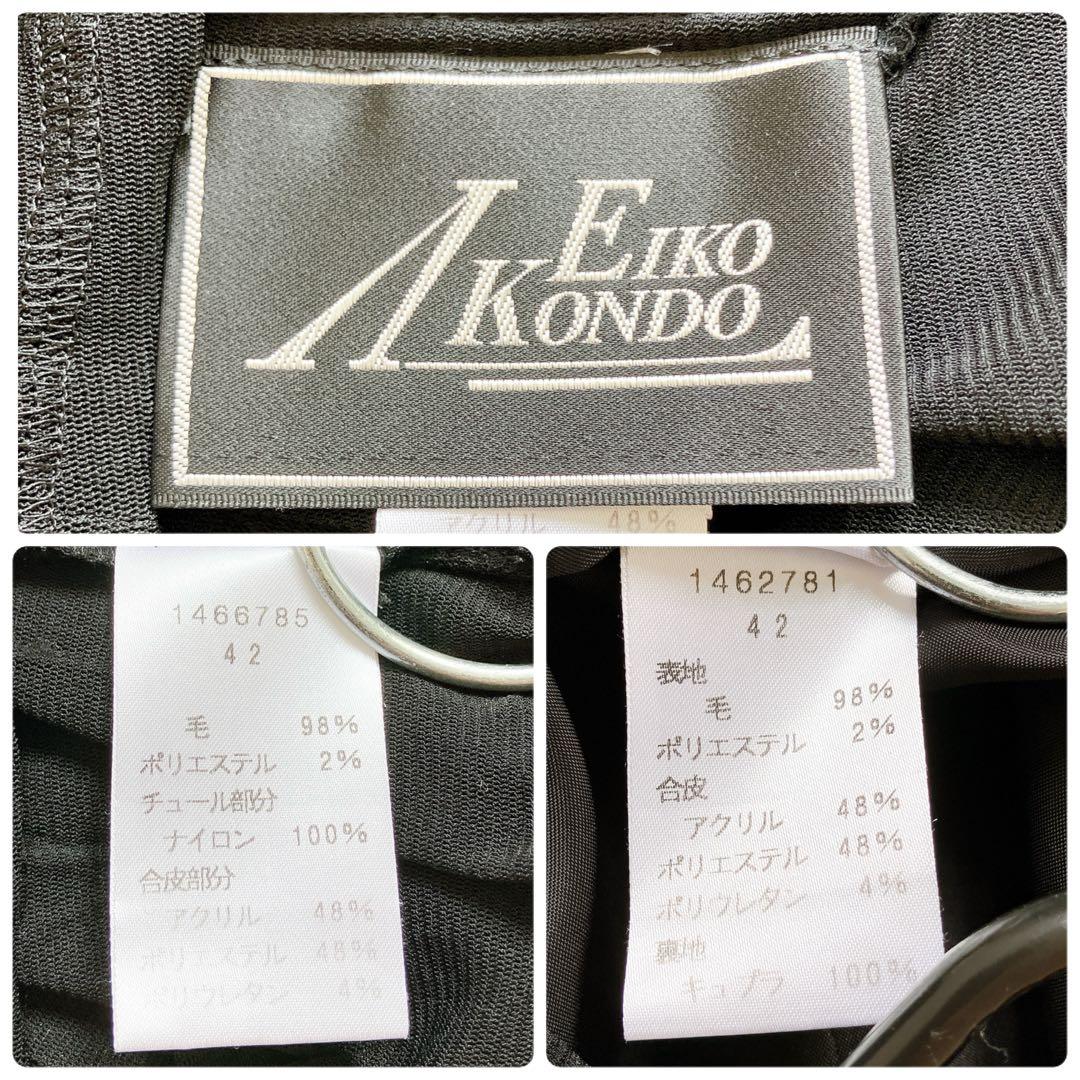 EIKO
KONDO
アクリル 48%
1466785
42
毛 98%
ポリエステル 2%
チュール部分
ナイロン 100%
合皮部分
アクリル 48%
ポリエステル 48%
ポリウレタン 4%
1462781
42
表地
毛 98%
ポリエステル 2%
合皮
アクリル 48%
ポリエステル 48%
ポリウレタン 4%
裏地
キュプラ 100%